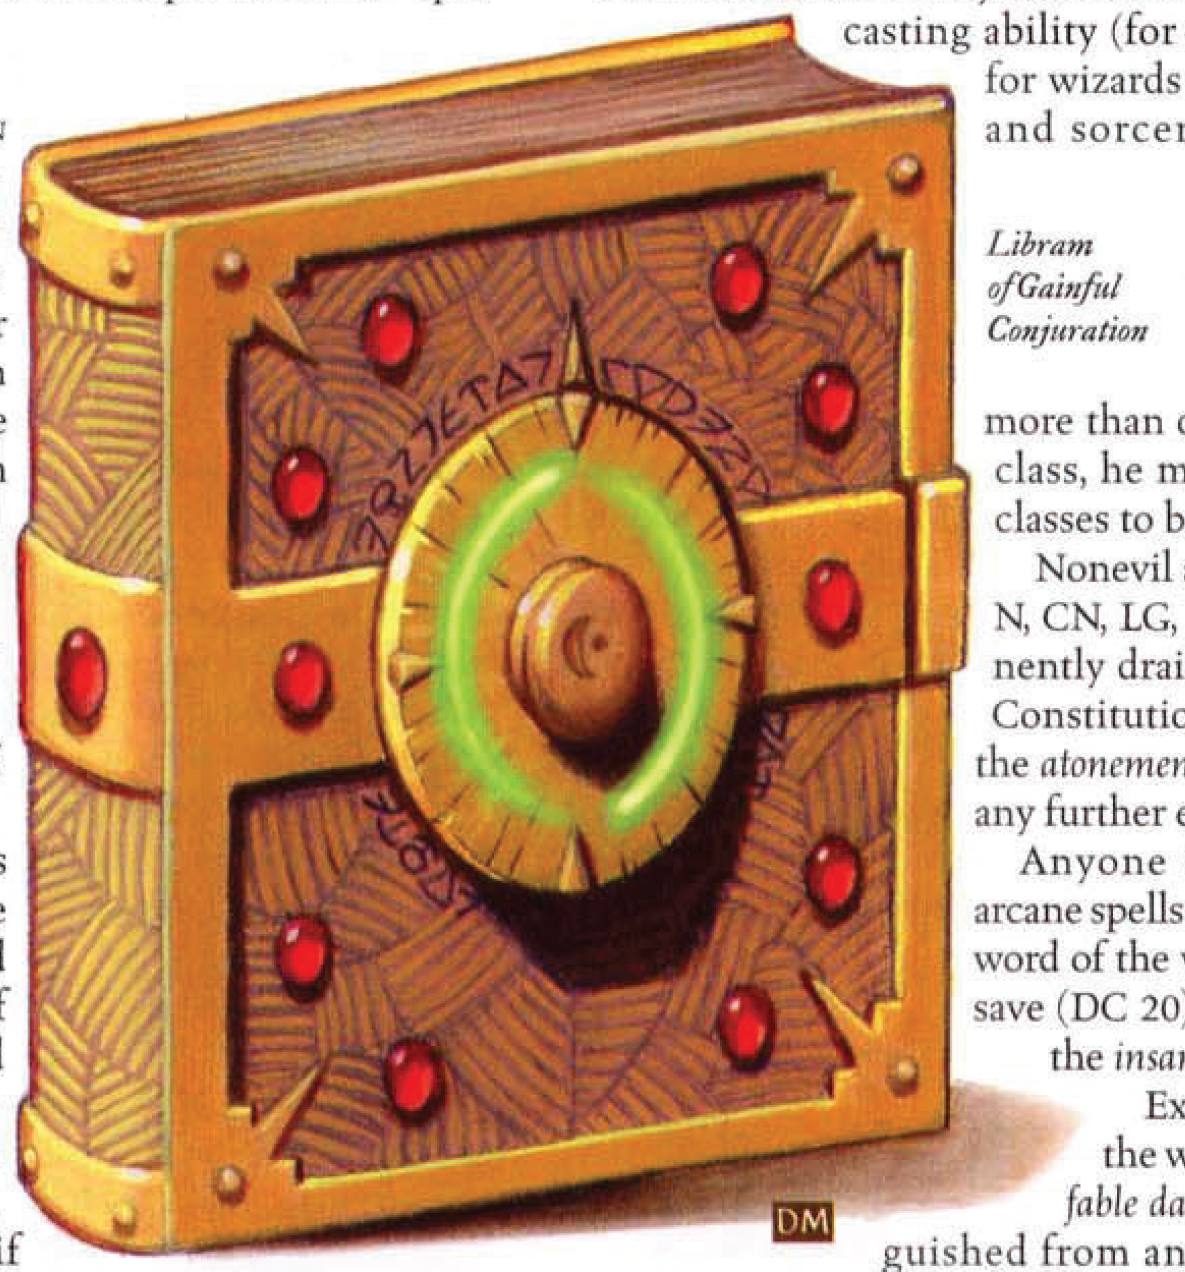 casting ability (for
for wizards
and sorcer
Libram
of Gainful
Conjuration
more than
class, he m
classes to b
Nonevil
N, CN, LG,
nently drai
Constitutio
the atonemen
any further e
Anyone
arcane spells
word of the
save (DC 20)
the insan
Ex
the w
fable da
guished from an
if
DM